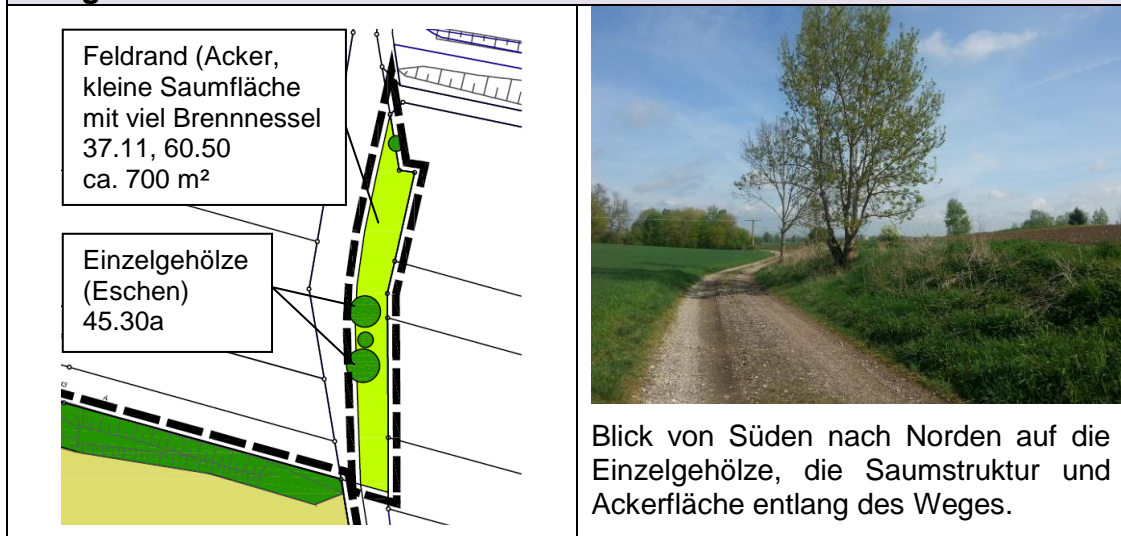 Feldrand (Acker,
kleine Saumfläche
mit viel Brennnessel
37.11, 60.50
ca. 700 m²
Einzelgehölze
(Eschen)
45.30a
Blick von Süden nach Norden auf die
Einzelgehölze, die Saumstruktur und
Ackerfläche entlang des Weges.